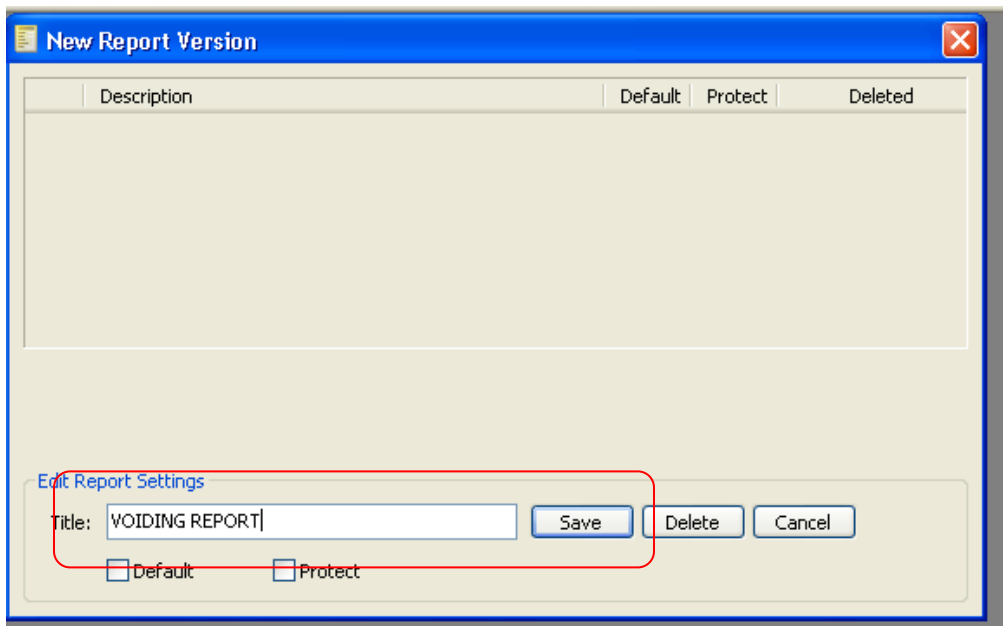 New Report Version
Description Default Protect Deleted
Edit Report Settings
Title: VOIDING REPORT Save Delete Cancel
Default Protect